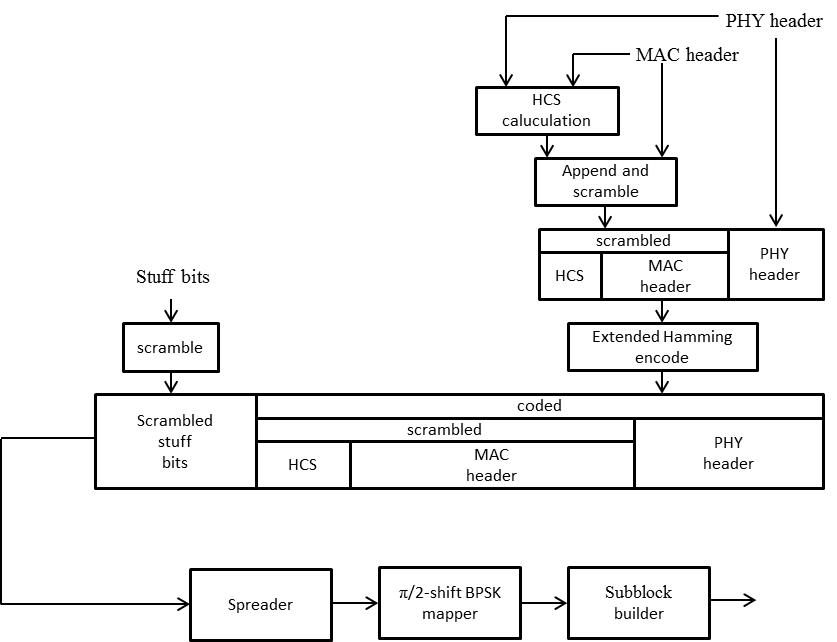 PHY header
MAC header
HCS
caluculation
Append and
scramble
scrambled
HCS
MAC
header
PHY
header
Stuff bits
scramble
Extended Hamming
encode
Scrambled
stuff
bits
coded
scrambled
HCS
MAC
header
PHY
header
Spreader
π/2-shift BPSK
mapper
Subblock
builder